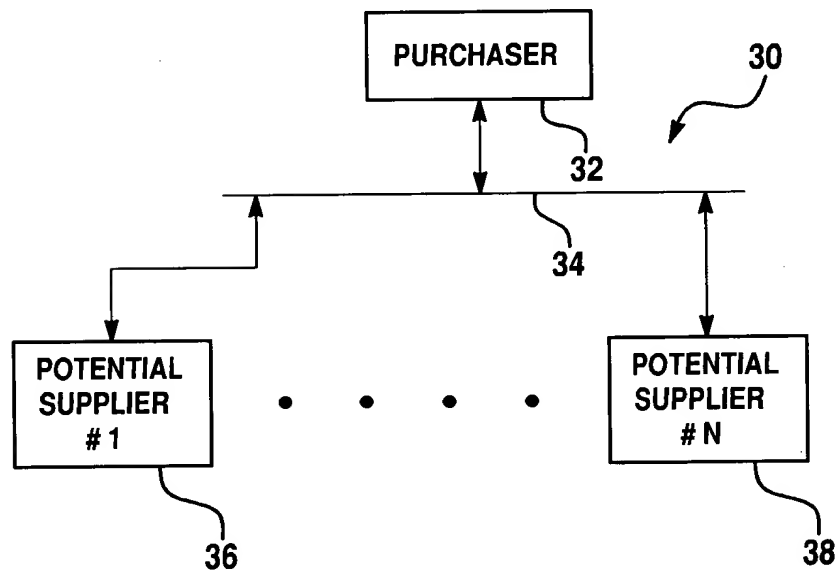 PURCHASER
30
32
34
POTENTIAL
SUPPLIER
# 1
POTENTIAL
SUPPLIER
# N
36
38